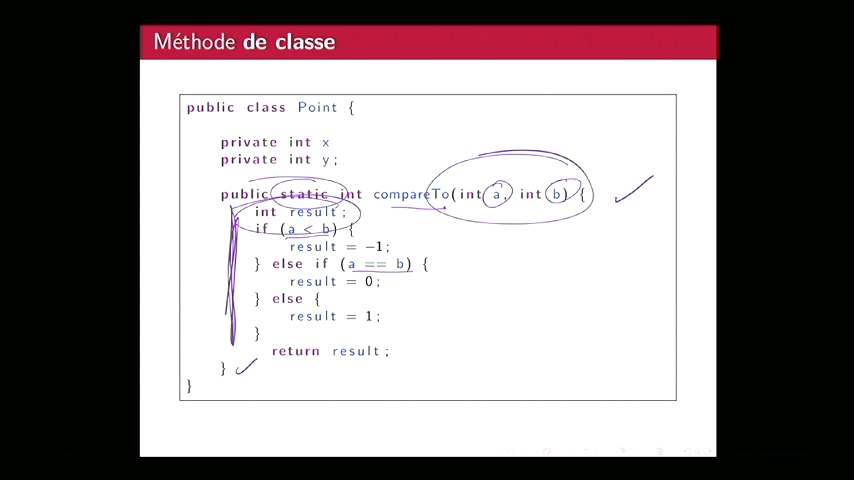 Méthode de classe
public class Point {
private int x
private int y;
public static int compareTo(int a, int b) {
int result;
if (a < b) {
result = -1;
} else if (a == b) {
result = 0;
} else {
result = 1;
}
return result;
}
}